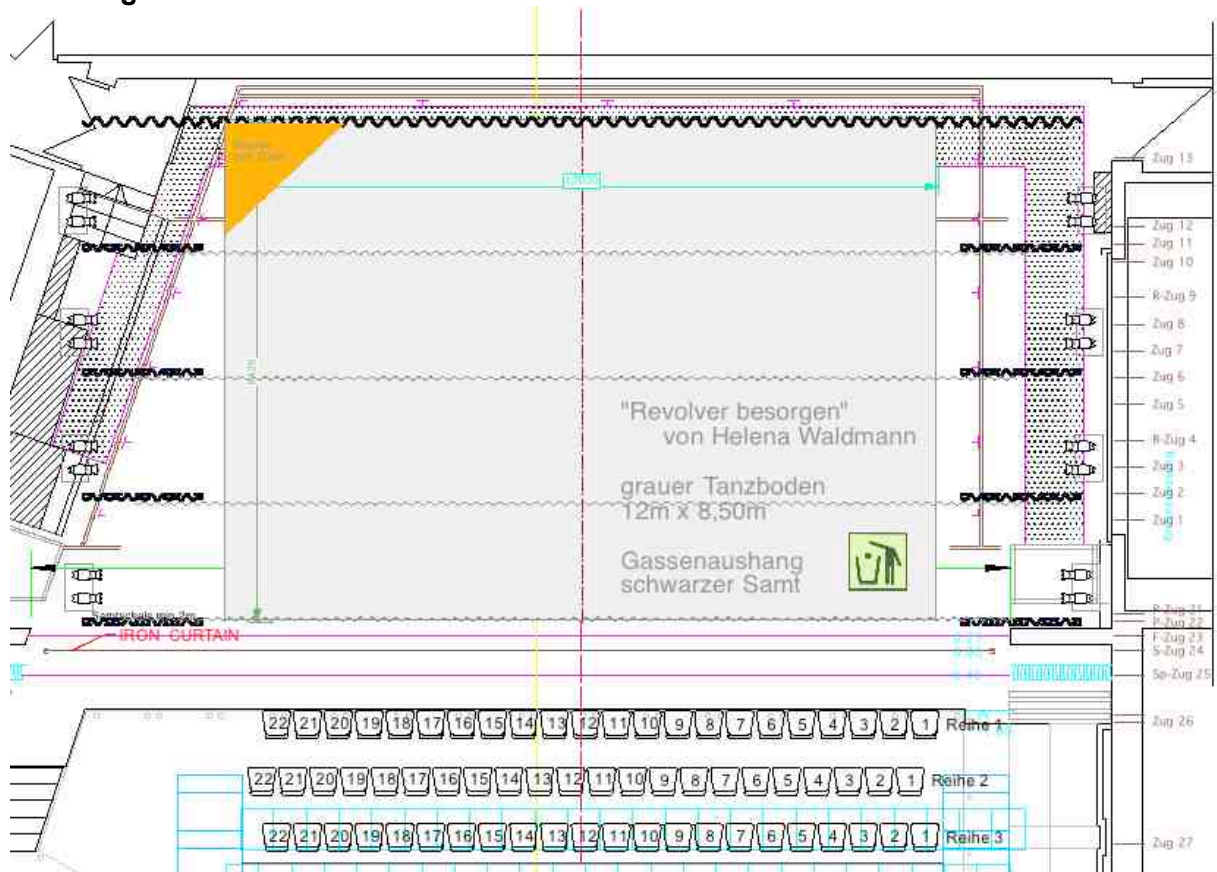 Zug 13
12000
Zug 12
Zug 11
Zug 10
R-Zug 9
Zug 8
Zug 7
Zug 6
Zug 5
R-Zug 4
Zug 3
Zug 2
Zug 1
"Revolver besorgen"
von Helena Waldmann
grauer Tanzboden
12m x 8,50m
Gassenaushang
schwarzer Samt
Samtschals min 2m
IRON CURTAIN
R-Zug 21
P-Zug 22
F-Zug 23
S-Zug 24
Sp-Zug 25
Zug 26
22 21 20 19 18 17 16 15 14 13 12 11 10 9 8 7 6 5 4 3 2 1 Reihe 1
22 21 20 19 18 17 16 15 14 13 12 11 10 9 8 7 6 5 4 3 2 1 Reihe 2
22 21 20 19 18 17 16 15 14 13 12 11 10 9 8 7 6 5 4 3 2 1 Reihe 3
Zug 27